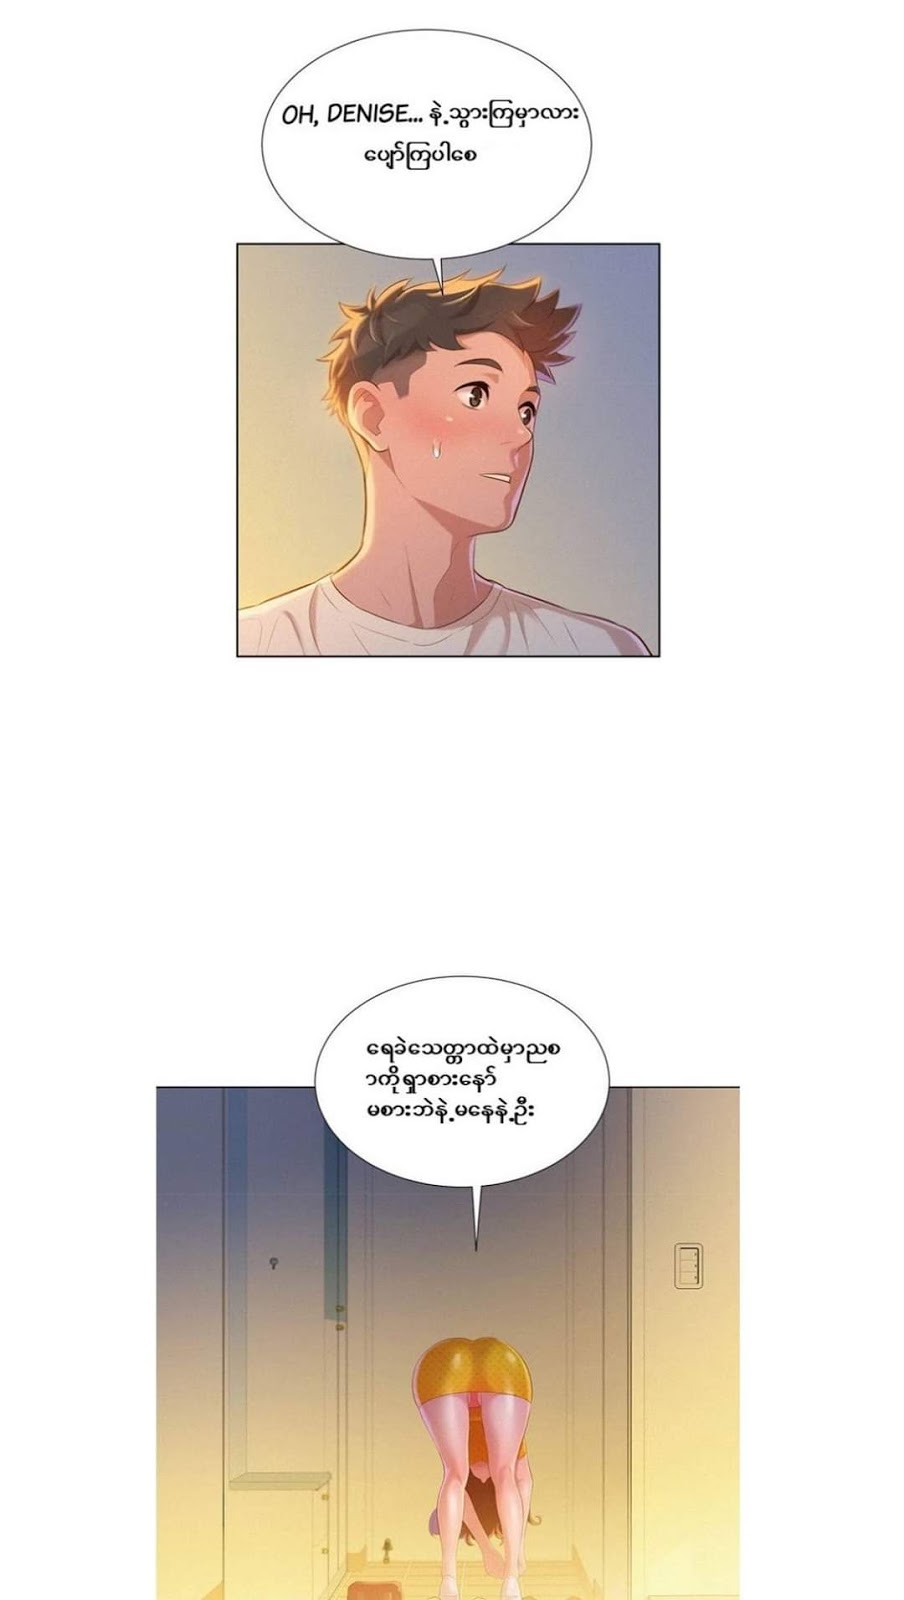 OH, DENISE... နဲ့သွားကြမှာလား
ပျော်ကြပါစေ
ရေခဲသေတ္တာထဲမှာညစ
ာကိုရှာစားနော်
မစားဘဲနဲ့မနေနဲ့ဦး